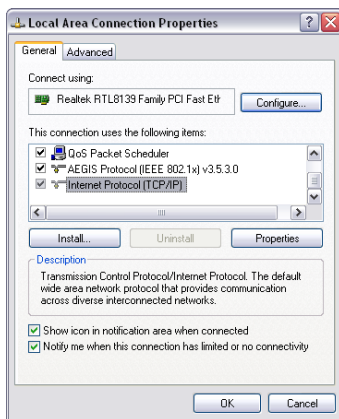 Local Area Connection Properties
General Advanced
Connect using:
Realtek RTL8139 Family PCI Fast Eth
Configure...
This connection uses the following items:
QoS Packet Scheduler
AEGIS Protocol (IEEE 802.1x) v3.5.3.0
Internet Protocol (TCP/IP)
Install... Uninstall Properties
Description
Transmission Control Protocol/Internet Protocol. The default
wide area network protocol that provides communication
across diverse interconnected networks.
Show icon in notification area when connected
Notify me when this connection has limited or no connectivity
OK Cancel